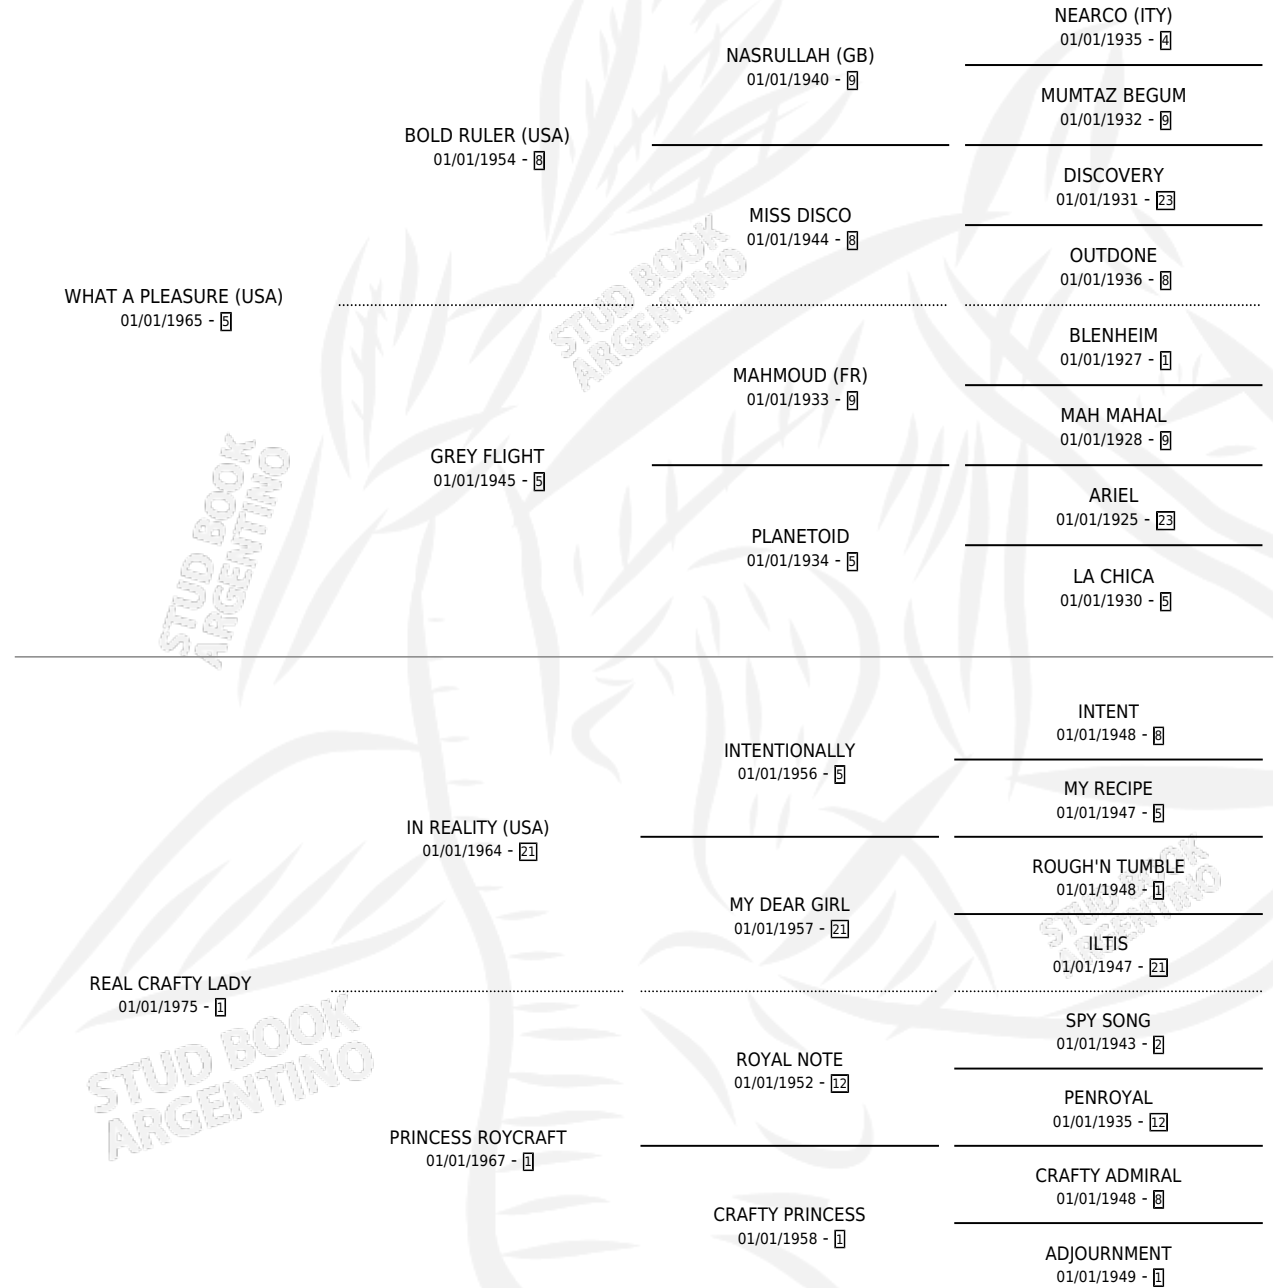 NEARCO (ITY)
01/01/1935 - 4
NASRULLAH (GB)
01/01/1940 - 9
MUMTAZ BEGUM
01/01/1932 - 9
BOLD RULER (USA)
01/01/1954 - 8
DISCOVERY
01/01/1931 - 23
MISS DISCO
01/01/1944 - 8
OUTDONE
01/01/1936 - 8
WHAT A PLEASURE (USA)
01/01/1965 - 5
BLENHEIM
01/01/1927 - 1
MAHMOUD (FR)
01/01/1933 - 9
MAH MAHAL
01/01/1928 - 9
GREY FLIGHT
01/01/1945 - 5
ARIEL
01/01/1925 - 23
PLANETOID
01/01/1934 - 5
LA CHICA
01/01/1930 - 5
INTENT
01/01/1948 - 8
INTENTIONALLY
01/01/1956 - 5
MY RECIPE
01/01/1947 - 5
IN REALITY (USA)
01/01/1964 - 21
ROUGH'N TUMBLE
01/01/1948 - 1
MY DEAR GIRL
01/01/1957 - 21
ILTIS
01/01/1947 - 21
REAL CRAFTY LADY
01/01/1975 - 1
SPY SONG
01/01/1943 - 2
ROYAL NOTE
01/01/1952 - 12
PENROYAL
01/01/1935 - 12
PRINCESS ROYCRAFT
01/01/1967 - 1
CRAFTY ADMIRAL
01/01/1948 - 8
CRAFTY PRINCESS
01/01/1958 - 1
ADJOURNMENT
01/01/1949 - 1
STUD BOOK
ARGENTINO
STUD BOOK
ARGENTINO
STUD BOOK
ARGENTINO
STUD BOOK
ARGENTINO